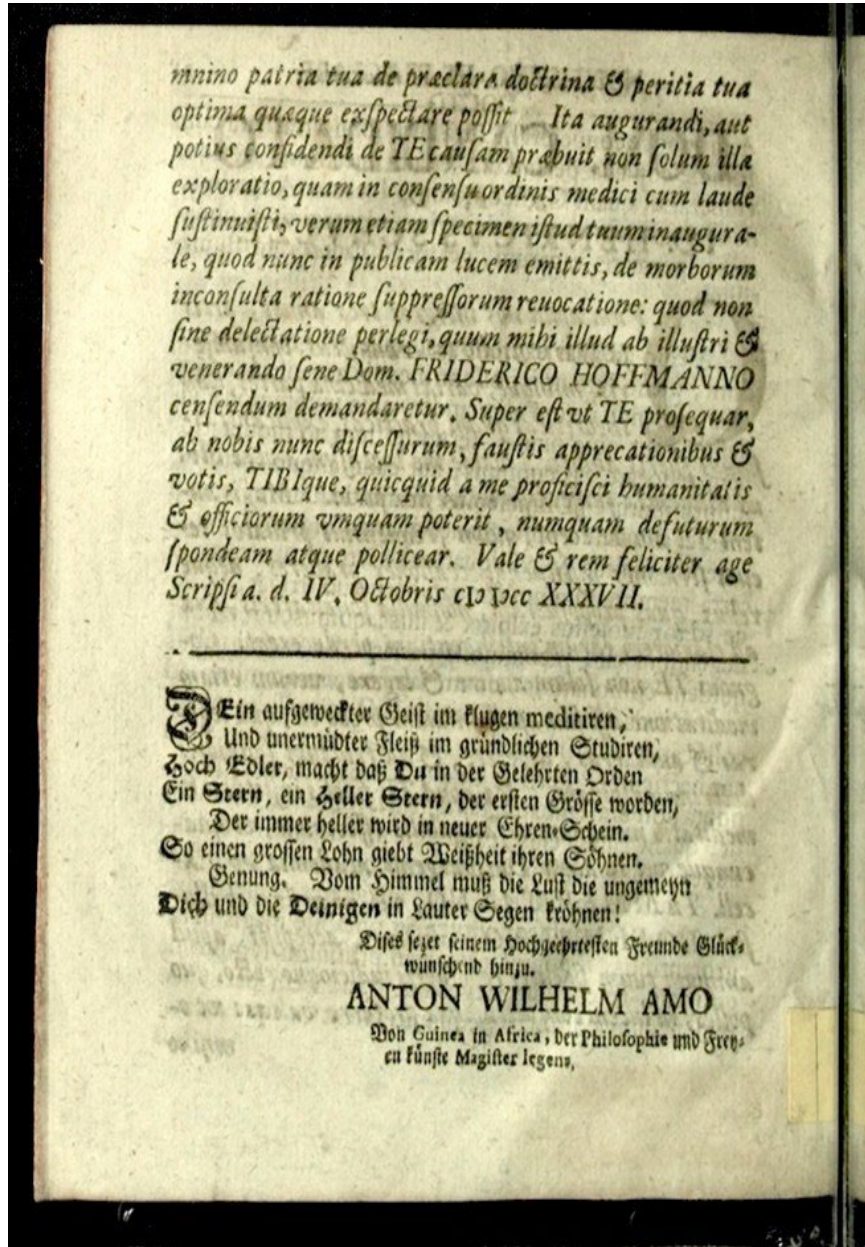 mnino patria tua de præclara doctrina & peritia tua
optima quæque exſpectare poſſit Ita augurandi, aut
potius confidendi de TE cauſam præbuit non ſolum illa
exploratio, quam in conſenſu ordinis medici cum laude
ſuſtinuiſti, verum etiam ſpecimen iſtud tuum inaugura-
le, quod nunc in publicam lucem emittis, de morborum
inconſulta ratione ſuppreſſorum reuocatione: quod non
ſine delectatione perlegi, quum mihi illud ab illuſtri &
venerando ſene Dom. FRIDERICO HOFFMANNO
cenſendum demandaretur. Super eſt vt TE proſequar,
ab nobis nunc diſceſſurum, fauſtis apprecationibus &
votis, TIBIque, quicquid a me proficiſci humanitatis
& officiorum vmquam poterit, numquam defuturum
ſpondeam atque pollicear. Vale & rem feliciter age
Scripſi a. d. IV. Octobris cIɔ Iɔcc XXXVII.
DEin aufgeweckter Geiſt im klugen meditiren,
Und unermüdter Fleiß im gründlichen Studiren,
Hoch Edler, macht daß Du in der Gelehrten Orden
Ein Stern, ein Heller Stern, der erſten Gröſſe worden,
Der immer heller wird in neuer Ehren-Schein.
So einen groſſen Lohn giebt Weißheit ihren Söhnen.
Genung. Vom Himmel muß die Luſt die ungemeyn
Dich und die Deinigen in Lauter Segen kröhnen!
Diſes ſezet ſeinem Hochgeehrteſten Freunde Glück-
wünſchend hinzu.
ANTON WILHELM AMO
Von Guinea in Africa, der Philoſophie und Frey-
en künſte Magiſter legens,